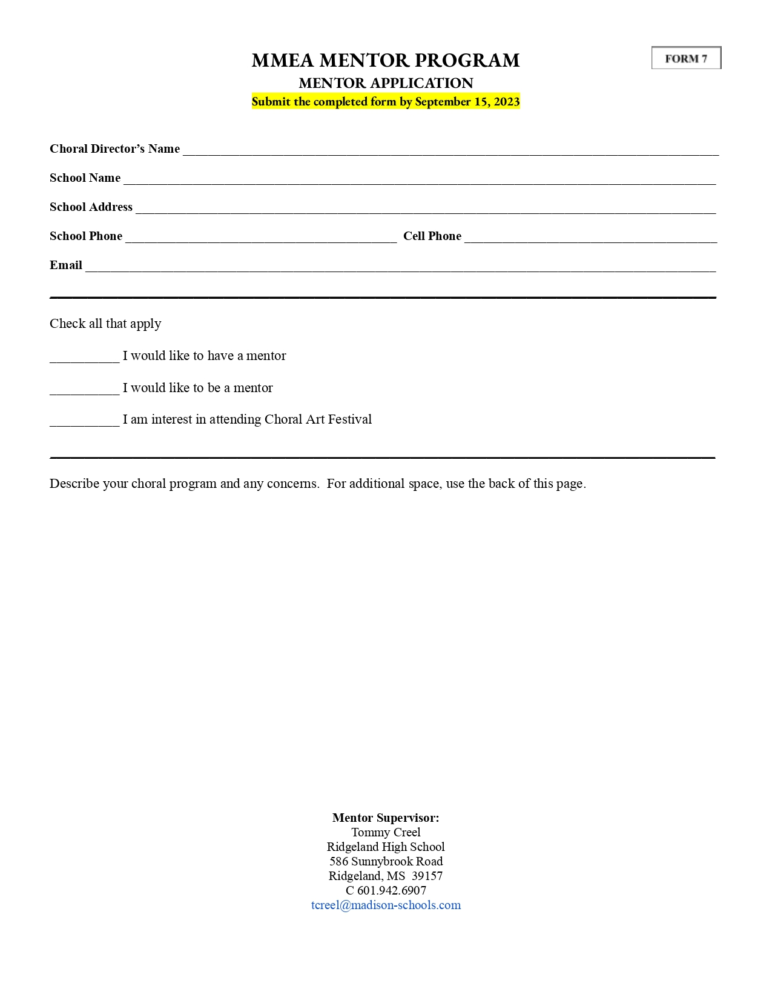 MMEA MENTOR PROGRAM
FORM 7
MENTOR APPLICATION
Submit the completed form by September 15, 2023
Choral Director’s Name
School Name
School Address
School Phone Cell Phone
Email
Check all that apply
I would like to have a mentor
I would like to be a mentor
I am interest in attending Choral Art Festival
Describe your choral program and any concerns.  For additional space, use the back of this page.
Mentor Supervisor:
Tommy Creel
Ridgeland High School
586 Sunnybrook Road
Ridgeland, MS  39157
C 601.942.6907
tcreel@madison-schools.com